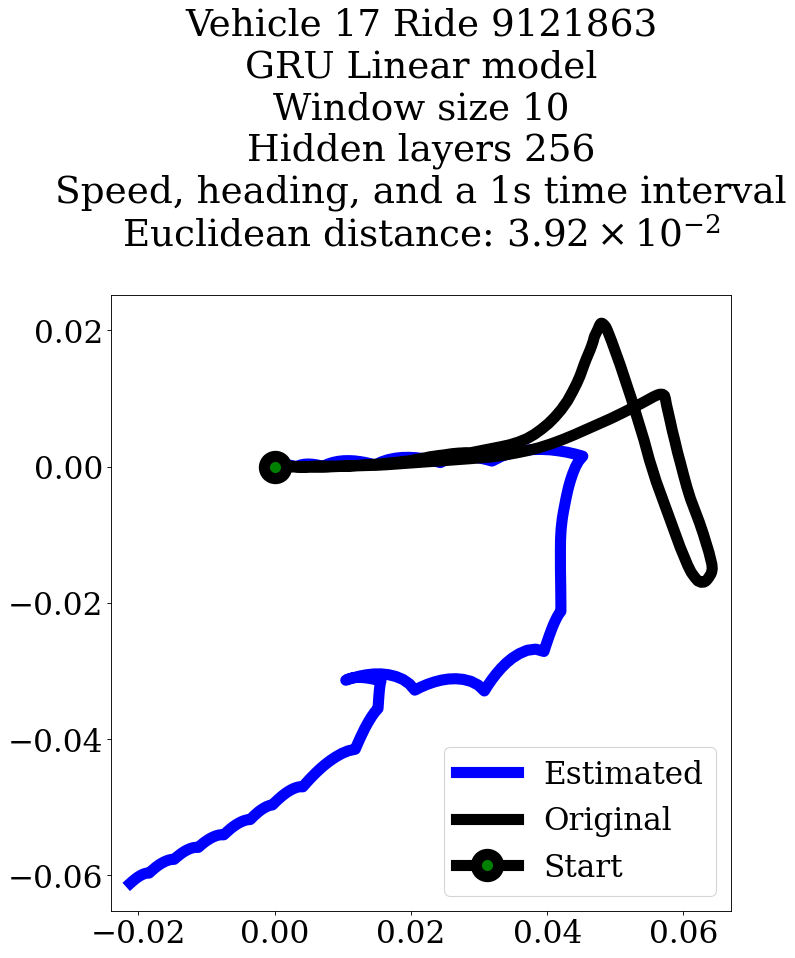 Vehicle 17 Ride 9121863
GRU Linear model
Window size 10
Hidden layers 256
Speed, heading, and a 1s time interval
Euclidean distance: 3.92 × 10⁻²
0.02
0.00
−0.02
−0.04
−0.06
Estimated
Original
Start
−0.02 0.00 0.02 0.04 0.06